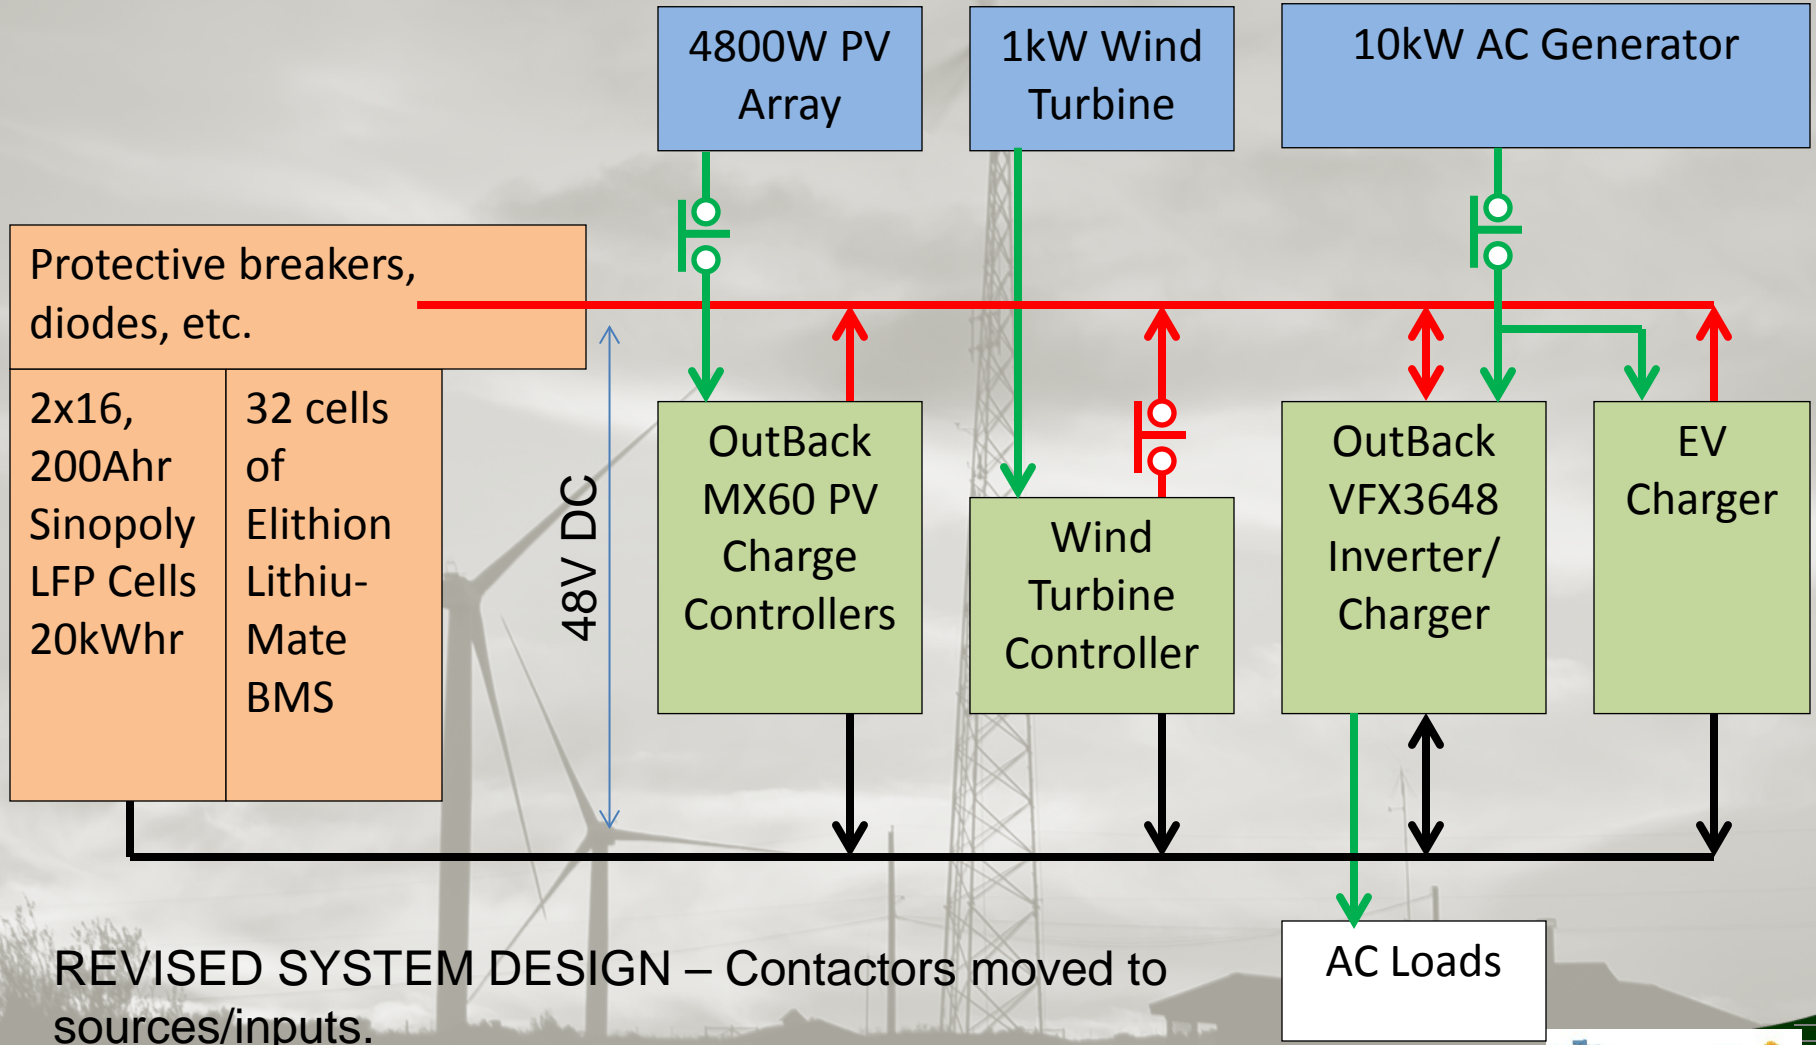 4800W PV
Array
1kW Wind
Turbine
10kW AC Generator
Protective breakers,
diodes, etc.
2x16,
200Ahr
Sinopoly
LFP Cells
20kWhr
32 cells
of
Elithion
Lithiu-
Mate
BMS
48V DC
OutBack
MX60 PV
Charge
Controllers
Wind
Turbine
Controller
OutBack
VFX3648
Inverter/
Charger
EV
Charger
AC Loads
REVISED SYSTEM DESIGN – Contactors moved to
sources/inputs.